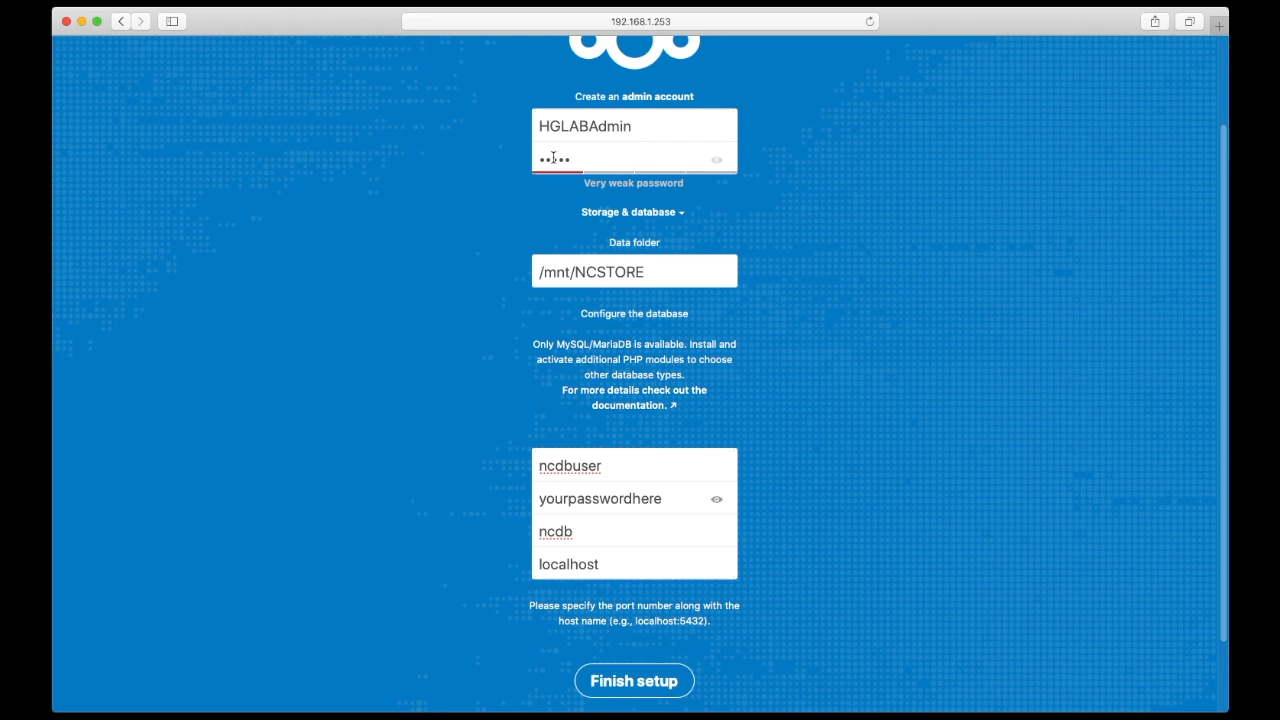 192.168.1.253
Create an admin account
HGLABAdmin
•••••
Very weak password
Storage & database
Data folder
/mnt/NCSTORE
Configure the database
Only MySQL/MariaDB is available. Install and
activate additional PHP modules to choose
other database types.
For more details check out the
documentation. ↗
ncdbuser
yourpasswordhere
ncdb
localhost
Please specify the port number along with the
host name (e.g., localhost:5432).
Finish setup